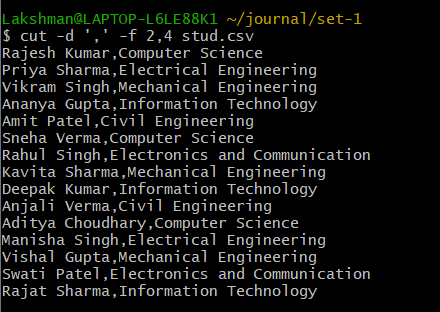 Lakshman@LAPTOP-L6LE88K1 ~/journal/set-1
$ cut -d ',' -f 2,4 stud.csv
Rajesh Kumar,Computer Science
Priya Sharma,Electrical Engineering
Vikram Singh,Mechanical Engineering
Ananya Gupta,Information Technology
Amit Patel,Civil Engineering
Sneha Verma,Computer Science
Rahul Singh,Electronics and Communication
Kavita Sharma,Mechanical Engineering
Deepak Kumar,Information Technology
Anjali Verma,Civil Engineering
Aditya Choudhary,Computer Science
Manisha Singh,Electrical Engineering
Vishal Gupta,Mechanical Engineering
Swati Patel,Electronics and Communication
Rajat Sharma,Information Technology